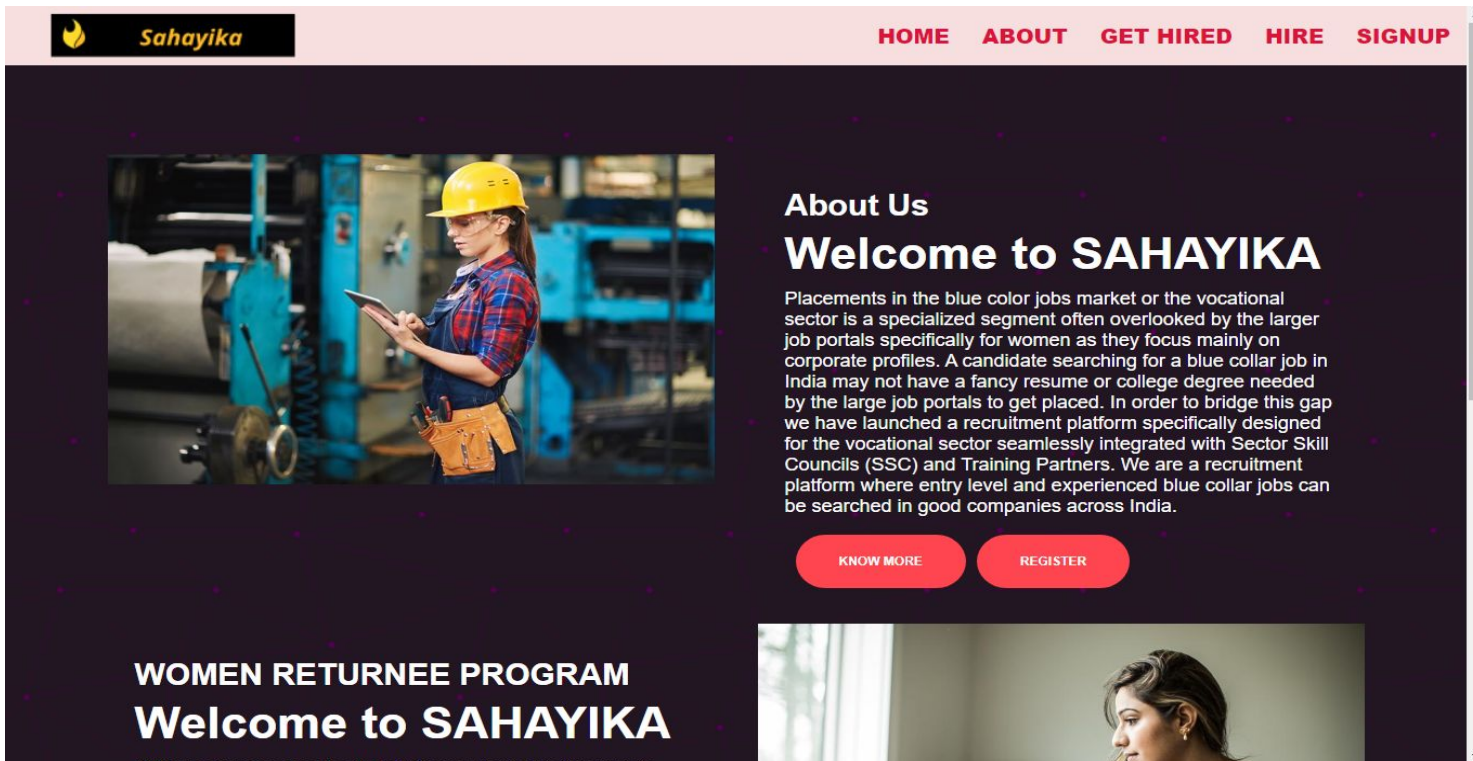 Sahayika
HOME ABOUT GET HIRED HIRE SIGNUP
About Us
Welcome to SAHAYIKA
Placements in the blue color jobs market or the vocational
sector is a specialized segment often overlooked by the larger
job portals specifically for women as they focus mainly on
corporate profiles. A candidate searching for a blue collar job in
India may not have a fancy resume or college degree needed
by the large job portals to get placed. In order to bridge this gap
we have launched a recruitment platform specifically designed
for the vocational sector seamlessly integrated with Sector Skill
Councils (SSC) and Training Partners. We are a recruitment
platform where entry level and experienced blue collar jobs can
be searched in good companies across India.
KNOW MORE REGISTER
WOMEN RETURNEE PROGRAM
Welcome to SAHAYIKA